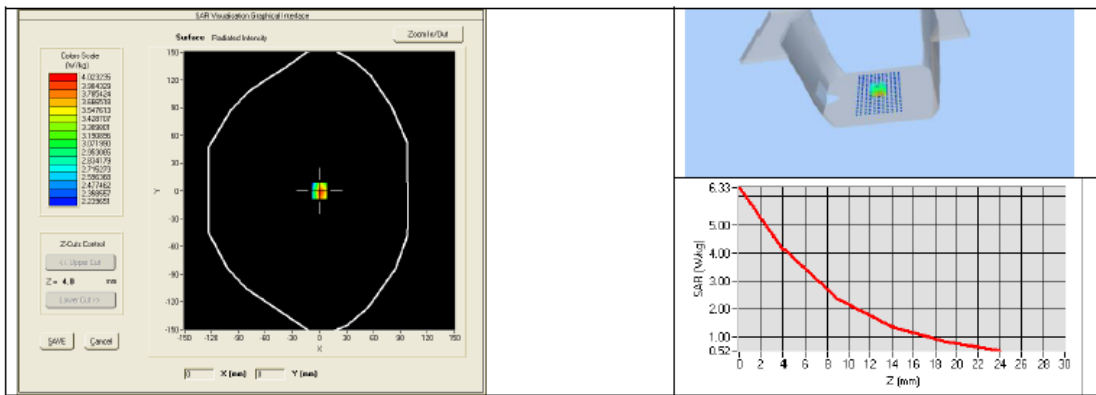 SAR Visualisation Graphical Interface
Surface Radiated Intensity
Zoom In/Out
Colors Scale
(W/kg)
4.023235
3.904329
3.785424
3.666518
3.547613
3.428707
3.309801
3.190896
3.071990
2.953085
2.834179
2.715273
2.596368
2.477462
2.358557
2.239651
150
120
90
60
30
0
-30
-60
-90
-120
-150
Y
-150 -120 -90 -60 -30 0 30 60 90 120 150
X
Z-Cuts Control
<< Upper Cut
Z = 4.0 mm
Lower Cut >>
SAVE Cancel
0 X (mm) Y (mm)
6.33
5.00
4.00
3.00
2.00
1.00
0.52
SAR (W/kg)
0 2 4 6 8 10 12 14 16 18 20 22 24 26 28 30
Z (mm)